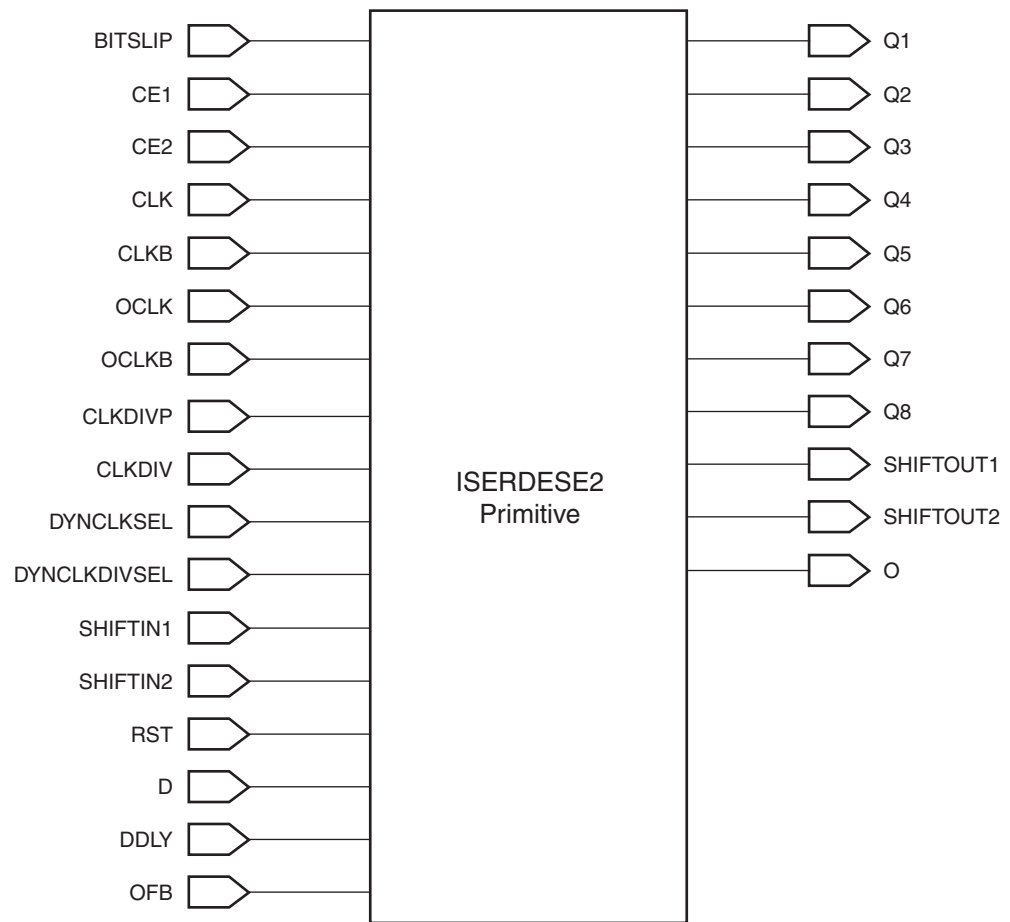 BITSLIP
CE1
CE2
CLK
CLKB
OCLK
OCLKB
CLKDIVP
CLKDIV
DYNCLKSEL
DYNCLKDIVSEL
SHIFTIN1
SHIFTIN2
RST
D
DDLY
OFB
ISERDESE2
Primitive
Q1
Q2
Q3
Q4
Q5
Q6
Q7
Q8
SHIFTOUT1
SHIFTOUT2
O